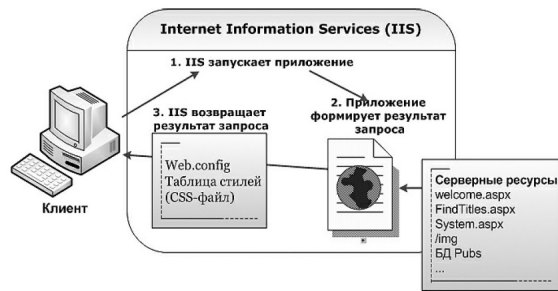 Internet Information Services (IIS)
1. IIS запускает приложение
3. IIS возвращает
результат запроса
2. Приложение
формирует результат
запроса
Web.config
Таблица стилей
(CSS-файл)
Клиент
Серверные ресурсы
welcome.aspx
FindTitles.aspx
System.aspx
/img
БД Pubs
...